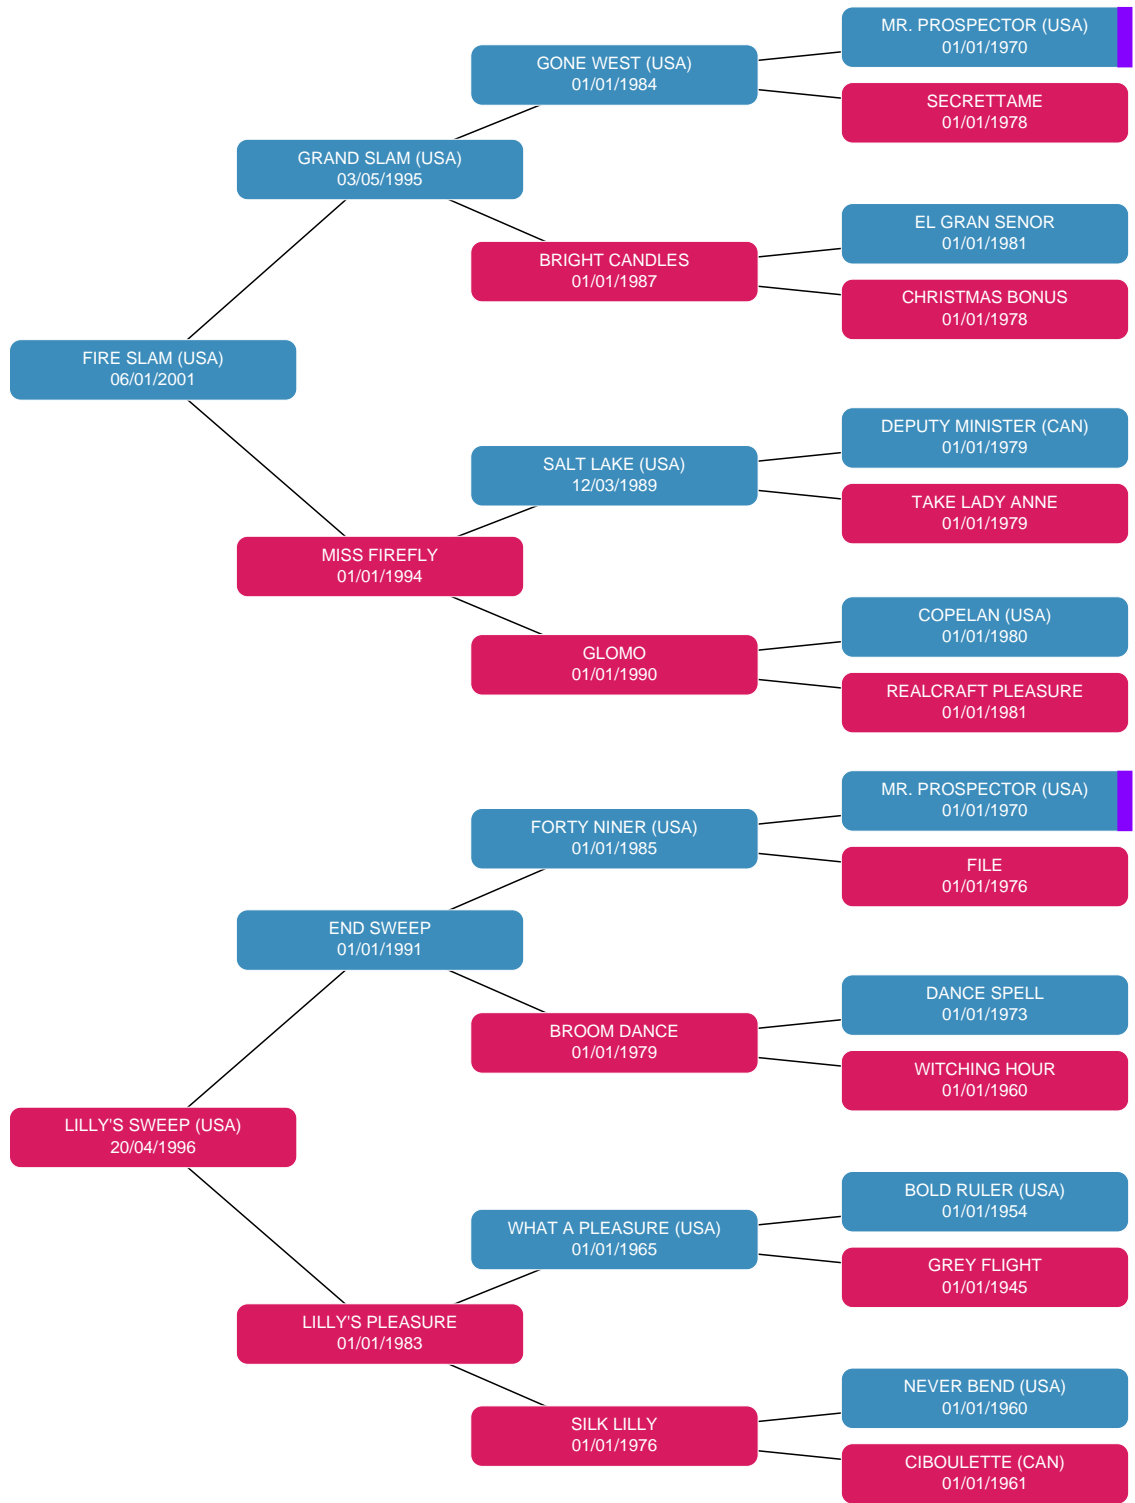 MR. PROSPECTOR (USA)
01/01/1970
GONE WEST (USA)
01/01/1984
SECRETTAME
01/01/1978
GRAND SLAM (USA)
03/05/1995
EL GRAN SENOR
01/01/1981
BRIGHT CANDLES
01/01/1987
CHRISTMAS BONUS
01/01/1978
FIRE SLAM (USA)
06/01/2001
DEPUTY MINISTER (CAN)
01/01/1979
SALT LAKE (USA)
12/03/1989
TAKE LADY ANNE
01/01/1979
MISS FIREFLY
01/01/1994
COPELAN (USA)
01/01/1980
GLOMO
01/01/1990
REALCRAFT PLEASURE
01/01/1981
MR. PROSPECTOR (USA)
01/01/1970
FORTY NINER (USA)
01/01/1985
FILE
01/01/1976
END SWEEP
01/01/1991
DANCE SPELL
01/01/1973
BROOM DANCE
01/01/1979
WITCHING HOUR
01/01/1960
LILLY'S SWEEP (USA)
20/04/1996
BOLD RULER (USA)
01/01/1954
WHAT A PLEASURE (USA)
01/01/1965
GREY FLIGHT
01/01/1945
LILLY'S PLEASURE
01/01/1983
NEVER BEND (USA)
01/01/1960
SILK LILLY
01/01/1976
CIBOULETTE (CAN)
01/01/1961